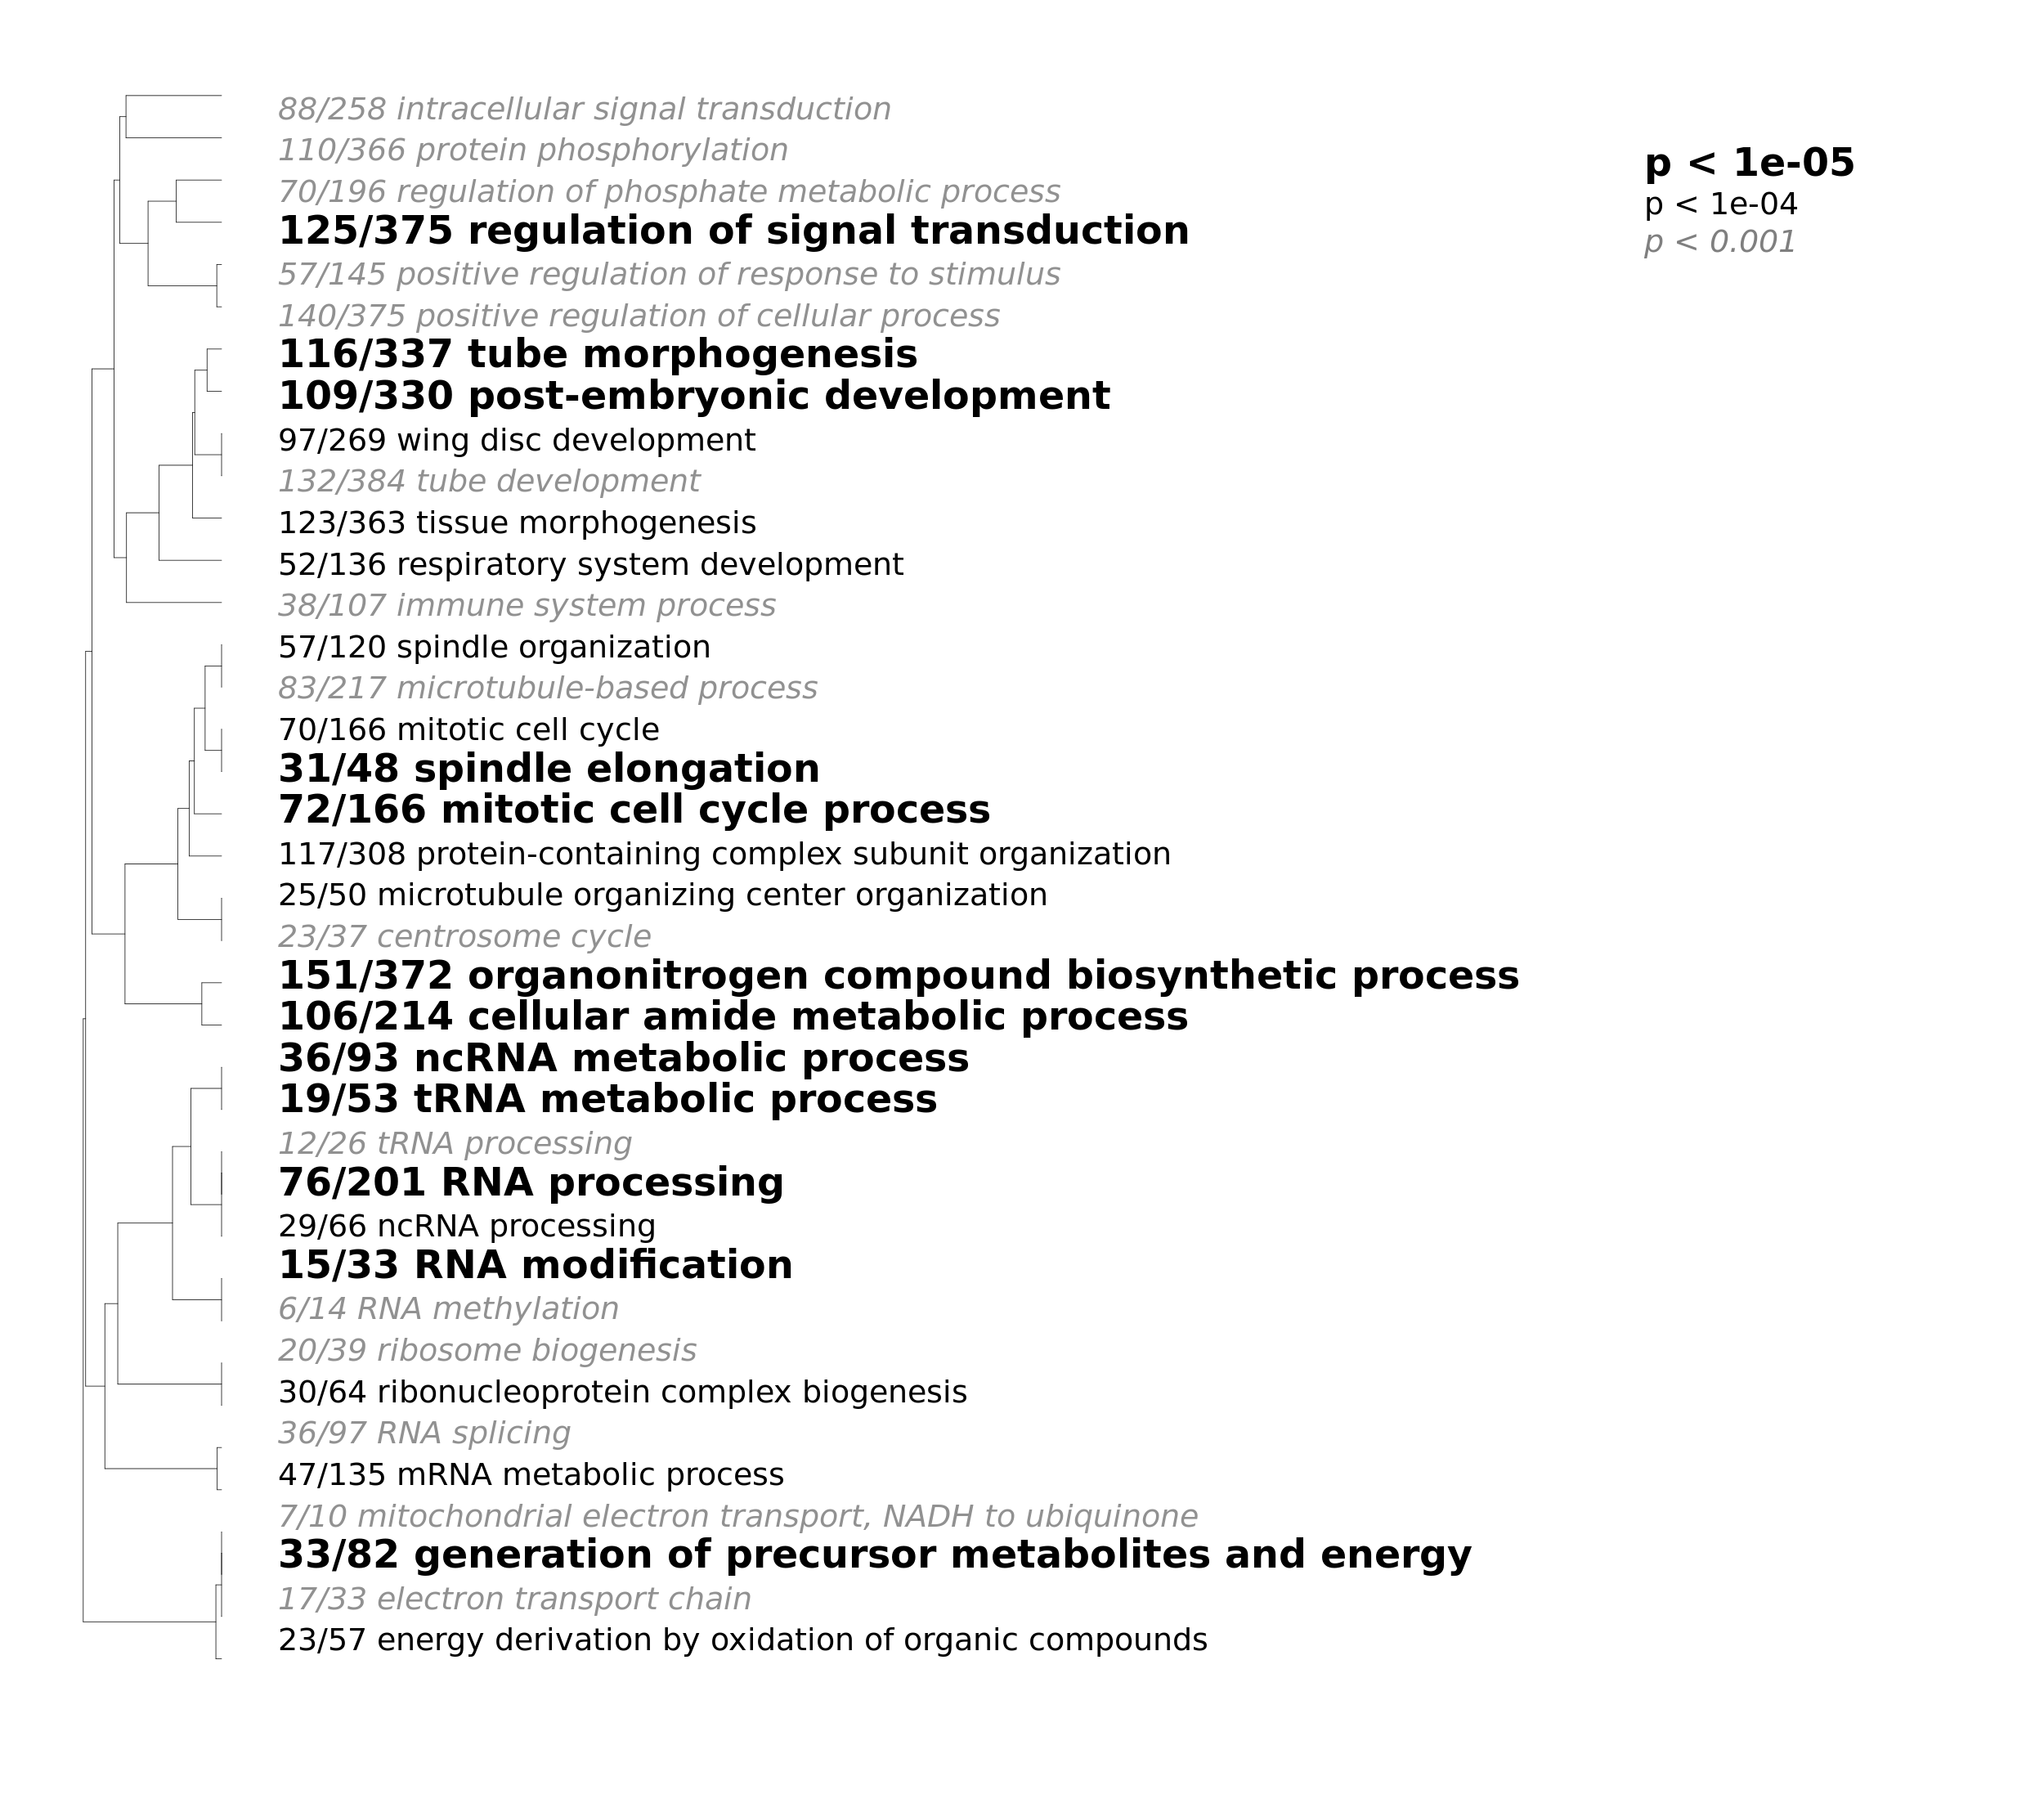 88/258 intracellular signal transduction
110/366 protein phosphorylation
70/196 regulation of phosphate metabolic process
125/375 regulation of signal transduction
57/145 positive regulation of response to stimulus
140/375 positive regulation of cellular process
116/337 tube morphogenesis
109/330 post-embryonic development
97/269 wing disc development
132/384 tube development
123/363 tissue morphogenesis
52/136 respiratory system development
38/107 immune system process
57/120 spindle organization
83/217 microtubule-based process
70/166 mitotic cell cycle
31/48 spindle elongation
72/166 mitotic cell cycle process
117/308 protein-containing complex subunit organization
25/50 microtubule organizing center organization
23/37 centrosome cycle
151/372 organonitrogen compound biosynthetic process
106/214 cellular amide metabolic process
36/93 ncRNA metabolic process
19/53 tRNA metabolic process
12/26 tRNA processing
76/201 RNA processing
29/66 ncRNA processing
15/33 RNA modification
6/14 RNA methylation
20/39 ribosome biogenesis
30/64 ribonucleoprotein complex biogenesis
36/97 RNA splicing
47/135 mRNA metabolic process
7/10 mitochondrial electron transport, NADH to ubiquinone
33/82 generation of precursor metabolites and energy
17/33 electron transport chain
23/57 energy derivation by oxidation of organic compounds
p < 1e-05
p < 1e-04
p < 0.001